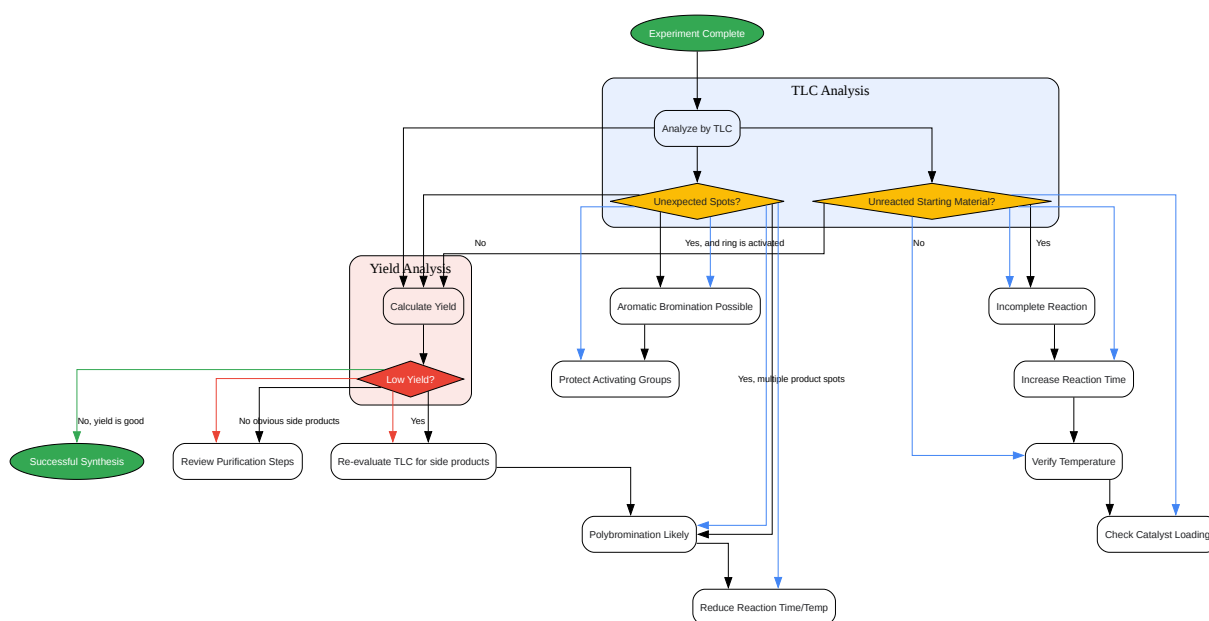 Experiment Complete
TLC Analysis
Analyze by TLC
Unexpected Spots?
Unreacted Starting Material?
No
Yes, and ring is activated
No
Yes
Yield Analysis
Calculate Yield
Aromatic Bromination Possible
Incomplete Reaction
Low Yield?
Protect Activating Groups
Yes, multiple product spots
Increase Reaction Time
No, yield is good
No obvious side products
Yes
Successful Synthesis
Review Purification Steps
Re-evaluate TLC for side products
Verify Temperature
Polybromination Likely
Check Catalyst Loading
Reduce Reaction Time/Temp